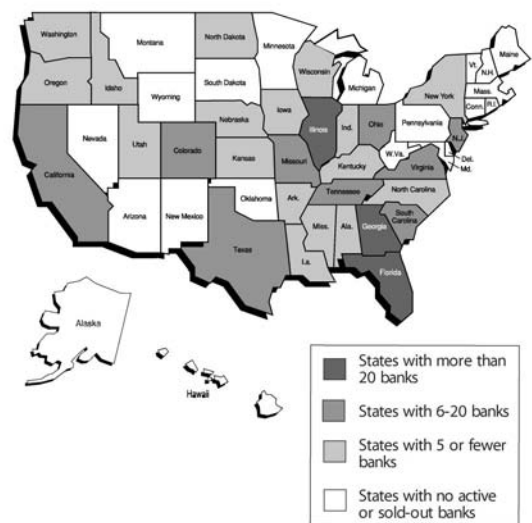 Washington
Montana
North Dakota
Minnesota
Maine
Vt.
N.H.
Oregon
Idaho
South Dakota
Wisconsin
Michigan
New York
Mass.
Conn.
R.I.
Wyoming
Nebraska
Iowa
Pennsylvania
N.J.
Nevada
Utah
Colorado
Kansas
Missouri
Illinois
Ind.
Ohio
W.Va.
Virginia
Del.
Md.
California
Kentucky
Tennessee
North Carolina
South
Carolina
Arizona
New Mexico
Oklahoma
Ark.
Miss.
Ala.
Georgia
Texas
La.
Florida
Alaska
Hawaii
States with more than
20 banks
States with 6-20 banks
States with 5 or fewer
banks
States with no active
or sold-out banks